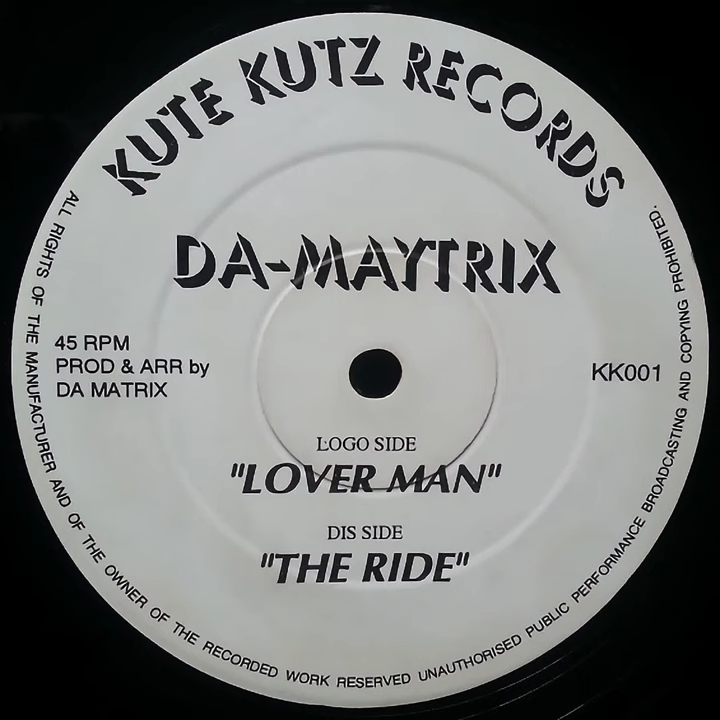 KUTE KUTZ RECORDS
DA-MAYTRIX
45 RPM
PROD & ARR by
DA MATRIX
KK001
LOGO SIDE
"LOVER MAN"
DIS SIDE
"THE RIDE"
ALL RIGHTS OF THE MANUFACTURER AND OF THE OWNER OF THE RECORDED WORK RESERVED UNAUTHORISED PUBLIC PERFORMANCE BROADCASTING AND COPYING PROHIBITED.